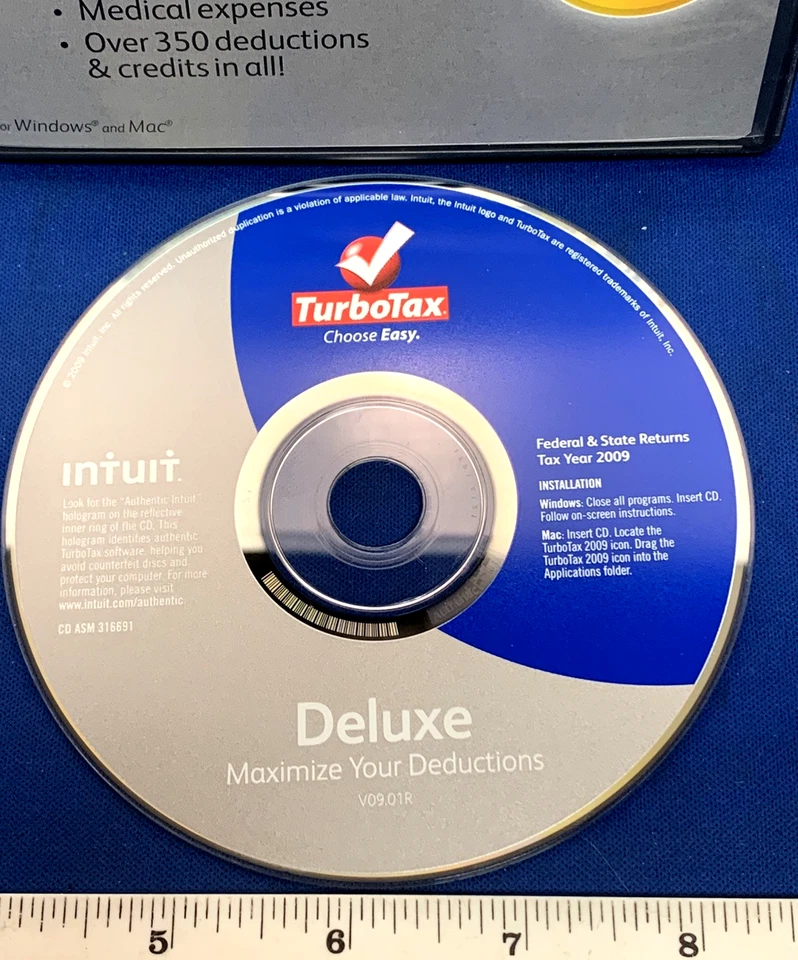 • Medical expenses
• Over 350 deductions
& credits in all!
or Windows® and Mac®
© 2009 Intuit, Inc. All rights reserved. Unauthorized duplication is a violation of applicable law. Intuit, the Intuit logo and TurboTax are registered trademarks of Intuit, Inc.
TurboTax®
Choose Easy.
intuit.
Look for the "Authentic Intuit"
hologram on the reflective
inner ring of the CD. This
hologram identifies authentic
TurboTax software, helping you
avoid counterfeit discs and
protect your computer. For more
information, please visit
www.intuit.com/authentic.
CD ASM 316691
Federal & State Returns
Tax Year 2009
INSTALLATION
Windows: Close all programs. Insert CD.
Follow on-screen instructions.
Mac: Insert CD. Locate the
TurboTax 2009 icon. Drag the
TurboTax 2009 icon into the
Applications folder.
Deluxe
Maximize Your Deductions
V09.01R
5 6 7 8